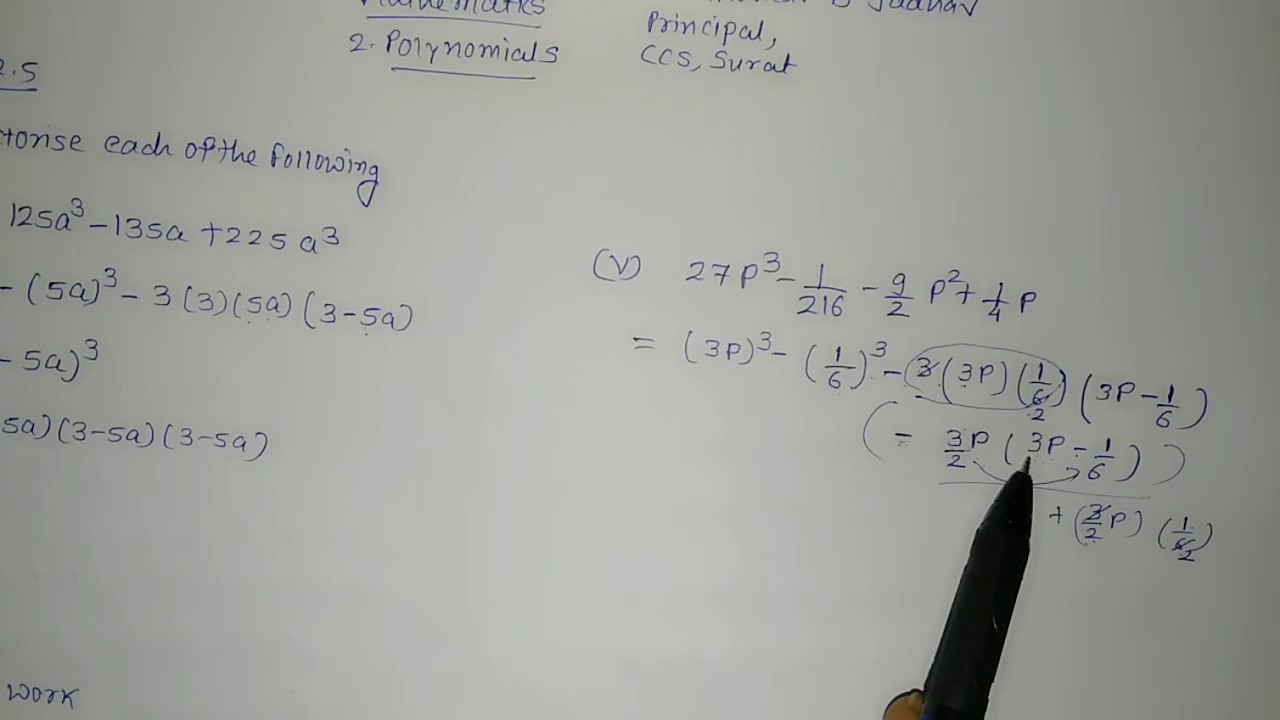 2. Polynomials
Principal,
CCS, Surat
2.5
each of the following
125a³ - 135a + 225a³
- (5a)³ - 3(3)(5a)(3-5a)
- 5a)³
5a)(3-5a)(3-5a)
(V) 27p³ - 1/216 - 9/2 p² + 1/4 p
= (3p)³ - (1/6)³ - 3(3p)(1/6)(3p - 1/6)
2
(- 3/2 p (3p - 1/6))
+ (3/2 p) (1/6)
2
work